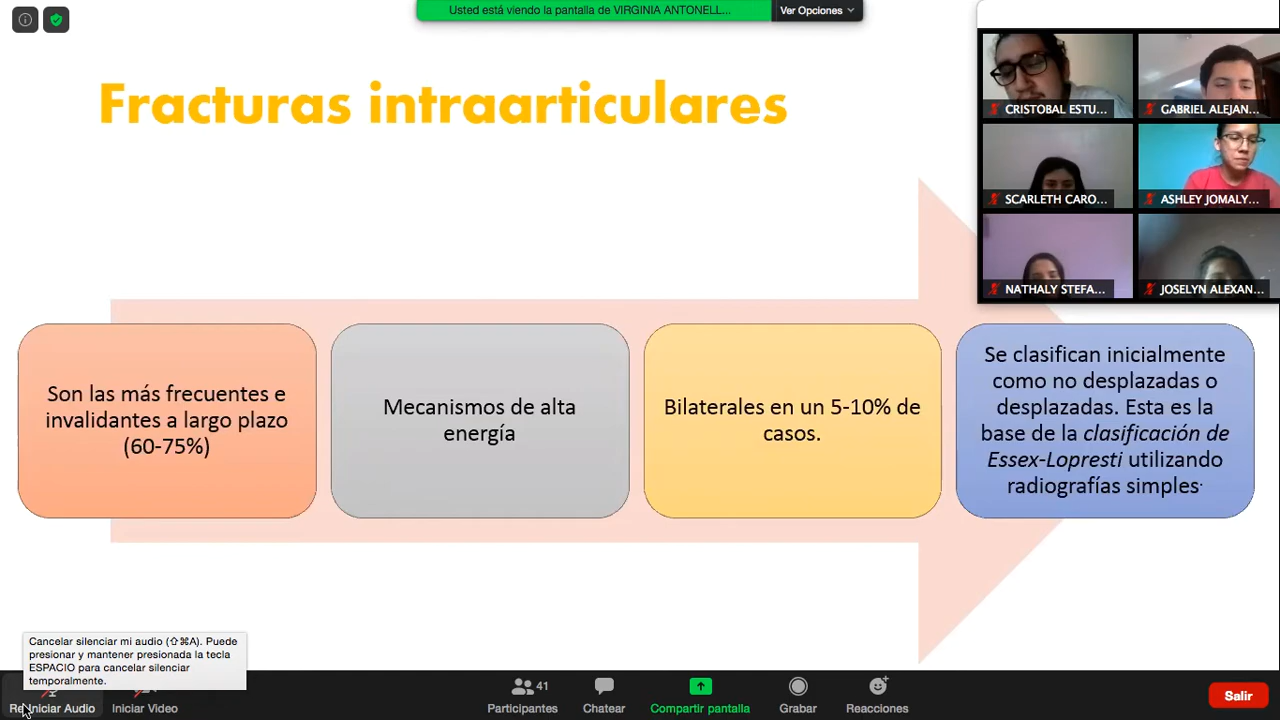 Usted está viendo la pantalla de VIRGINIA ANTONELL...
Ver Opciones
Fracturas intraarticulares
CRISTOBAL ESTU...
GABRIEL ALEJAN...
SCARLETH CARO...
ASHLEY JOMALY...
NATHALY STEFA...
JOSELYN ALEXAN...
Son las más frecuentes e
invalidantes a largo plazo
(60-75%)
Mecanismos de alta
energía
Bilaterales en un 5-10% de
casos.
Se clasifican inicialmente
como no desplazadas o
desplazadas. Esta es la
base de la clasificación de
Essex-Lopresti utilizando
radiografías simples.
Cancelar silenciar mi audio (⇧⌘A). Puede
presionar y mantener presionada la tecla
ESPACIO para cancelar silenciar
temporalmente.
Iniciar Audio
Iniciar Video
41
Participantes
Chatear
Compartir pantalla
Grabar
Reacciones
Salir